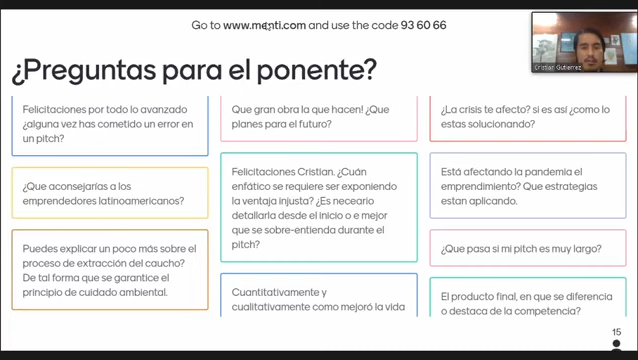 Go to www.menti.com and use the code 93 60 66
¿Preguntas para el ponente?
Cristian Gutierrez
Felicitaciones por todo lo avanzado
¿alguna vez has cometido un error en
un pitch?
¿Que aconsejarías a los
emprendedores latinoamericanos?
Puedes explicar un poco más sobre el
proceso de extracción del caucho?
De tal forma que se garantice el
principio de cuidado ambiental.
Que gran obra la que hacen! ¿Que
planes para el futuro?
Felicitaciones Cristian. ¿Cuán
enfático se requiere ser exponiendo
la ventaja injusta? ¿Es neceario
detallarla desde el inicio o e mejor
que se sobre-entienda durante el
pitch?
Cuantitativamente y
cualitativamente como mejoró la vida
¿La crisis te afecto? si es así ¿como lo
estas solucionando?
Está afectando la pandemia el
emprendimiento? Que estrategias
estan aplicando.
¿Que pasa si mi pitch es muy largo?
El producto final, en que se diferencia
o destaca de la competencia?
15